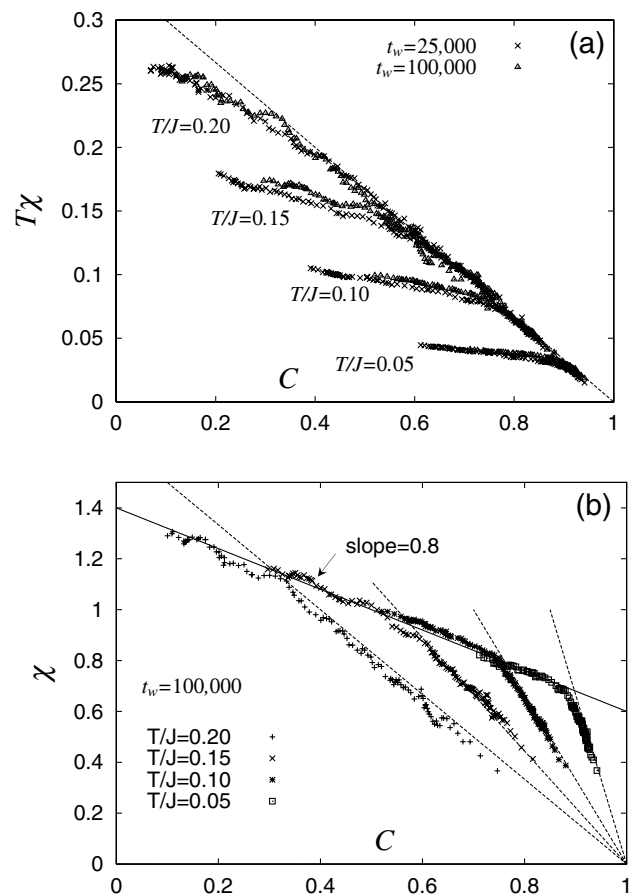 (a)
0.3
0.25
0.2
0.15
0.1
0.05
0
Tχ
t_w=25,000
t_w=100,000
T/J=0.20
T/J=0.15
T/J=0.10
T/J=0.05
0 0.2 0.4 0.6 0.8 1
C
(b)
1.4
1.2
1
0.8
0.6
0.4
0.2
0
χ
slope=0.8
t_w=100,000
T/J=0.20
T/J=0.15
T/J=0.10
T/J=0.05
C
0 0.2 0.4 0.6 0.8 1